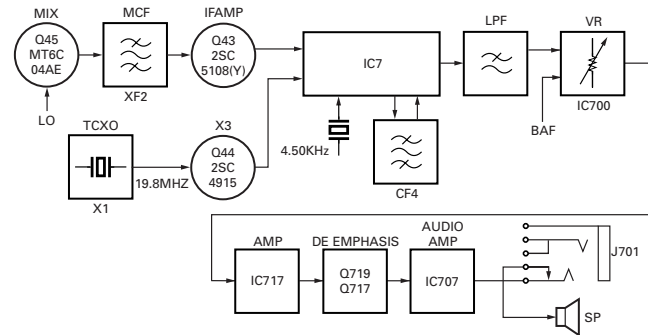 MIX
MCF
IFAMP
Q45
MT6C
04AE
XF2
Q43
2SC
5108(Y)
LO
IC7
LPF
VR
IC700
BAF
TCXO
X1
19.8MHZ
X3
Q44
2SC
4915
4.50KHz
CF4
AMP
IC717
DE EMPHASIS
Q719
Q717
AUDIO
AMP
IC707
J701
SP